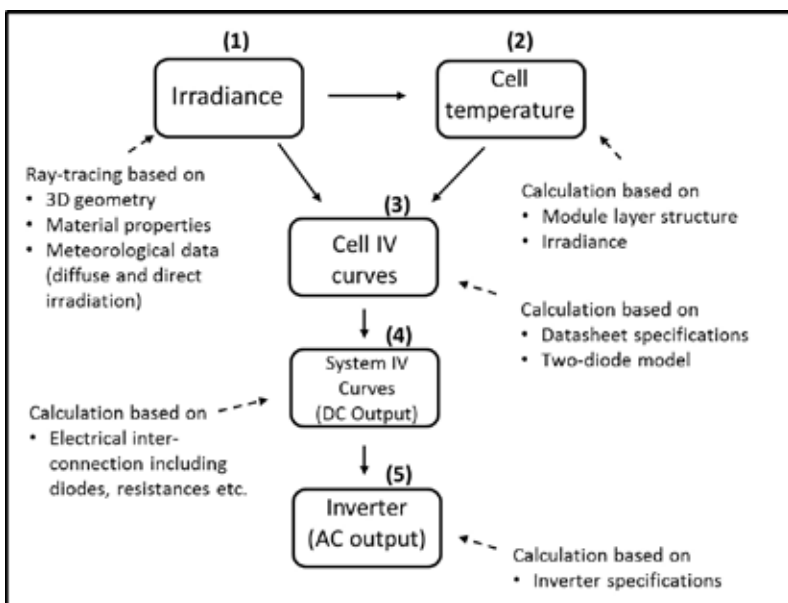 (1)
Irradiance
(2)
Cell
temperature
Ray-tracing based on
• 3D geometry
• Material properties
• Meteorological data
(diffuse and direct
irradiation)
Calculation based on
• Module layer structure
• Irradiance
(3)
Cell IV
curves
Calculation based on
• Datasheet specifications
• Two-diode model
(4)
System IV
Curves
(DC Output)
Calculation based on
• Electrical inter-
connection including
diodes, resistances etc.
(5)
Inverter
(AC output)
Calculation based on
• Inverter specifications